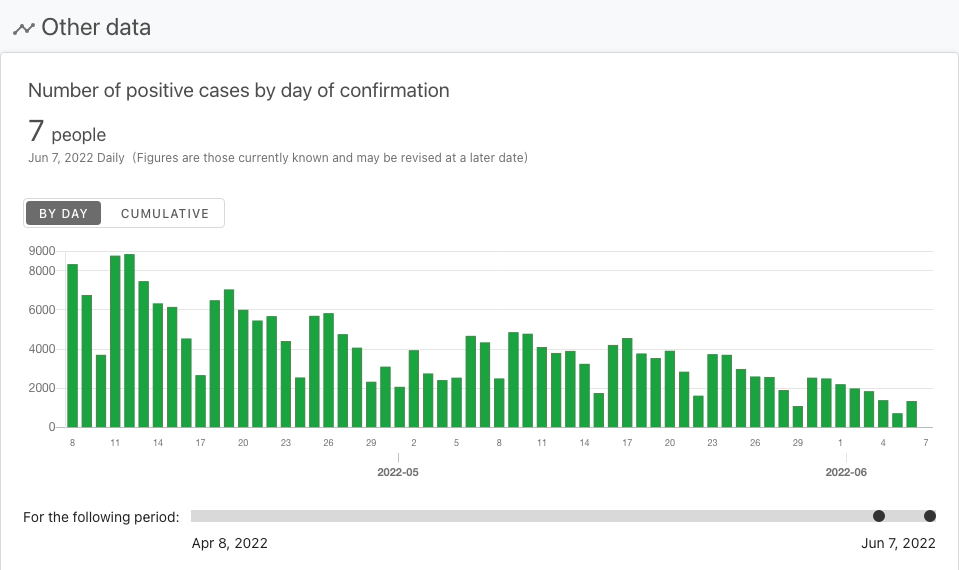 Other data
Number of positive cases by day of confirmation
7 people
Jun 7, 2022 Daily (Figures are those currently known and may be revised at a later date)
BY DAY CUMULATIVE
9000
8000
6000
4000
2000
0
8 11 14 17 20 23 26 29 2 5 8 11 14 17 20 23 26 29 1 4 7
2022-05 2022-06
For the following period:
Apr 8, 2022 Jun 7, 2022